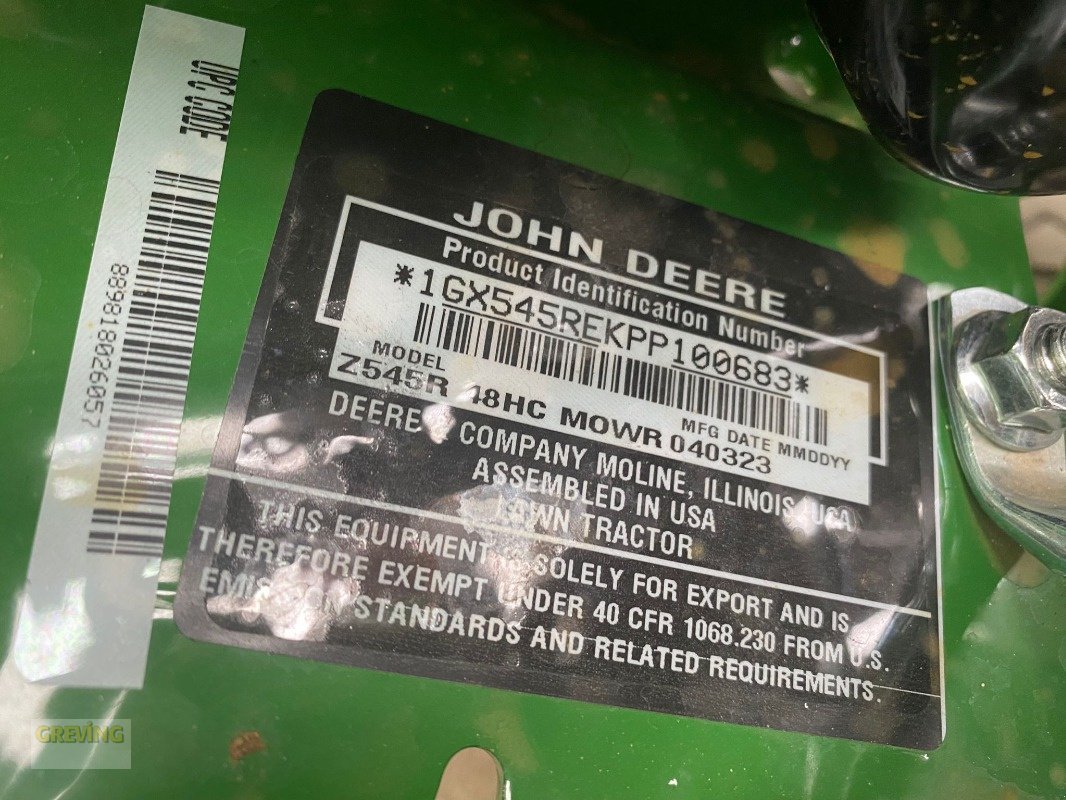 UPC CODE
889818026057
JOHN DEERE
Product Identification Number
*1GX545REKPP100683*
MODEL
Z545R 48HC MOWR
MFG DATE MMDDYY
040323
DEERE & COMPANY MOLINE, ILLINOIS USA
ASSEMBLED IN USA
LAWN TRACTOR
THIS EQUIPMENT IS SOLELY FOR EXPORT AND IS
THEREFORE EXEMPT UNDER 40 CFR 1068.230 FROM U.S.
EMISSION STANDARDS AND RELATED REQUIREMENTS.
GREVING